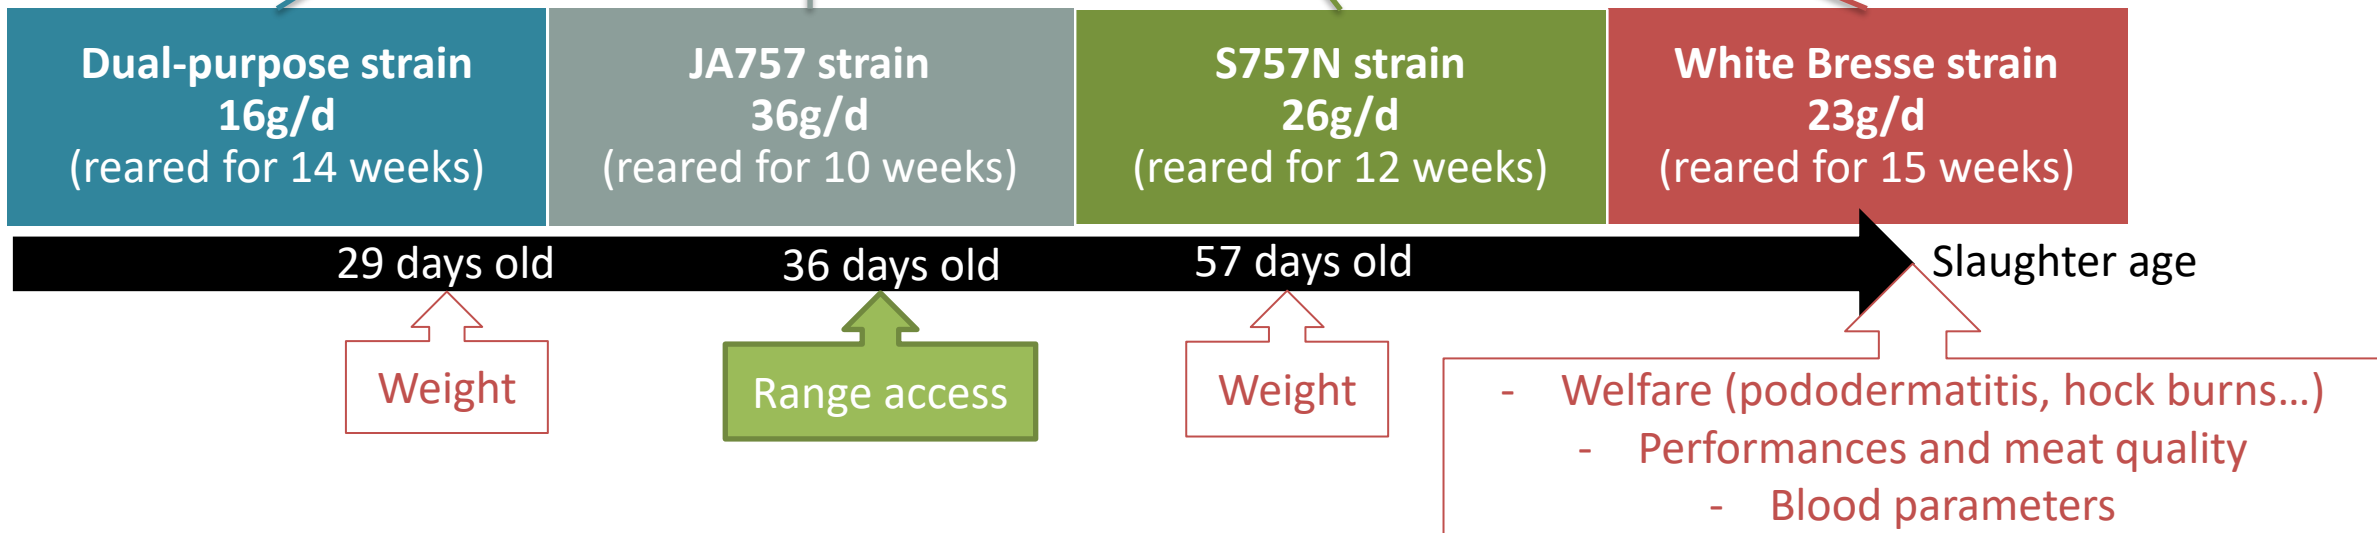 Dual-purpose strain
16g/d
(reared for 14 weeks)
JA757 strain
36g/d
(reared for 10 weeks)
S757N strain
26g/d
(reared for 12 weeks)
White Bresse strain
23g/d
(reared for 15 weeks)
29 days old
36 days old
57 days old
Slaughter age
Weight
Range access
Weight
- Welfare (pododermatitis, hock burns...)
- Performances and meat quality
- Blood parameters